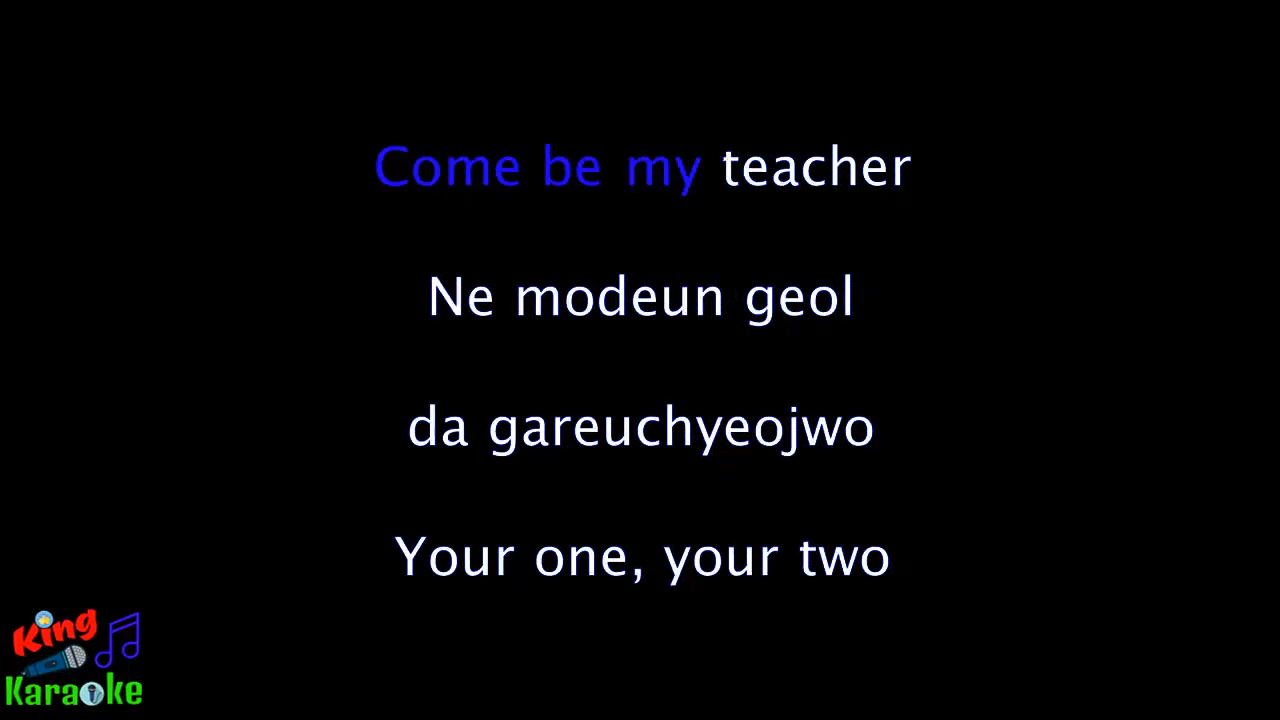 Come be my teacher
Ne modeun geol
da gareuchyeojwo
Your one, your two
King
Karaoke